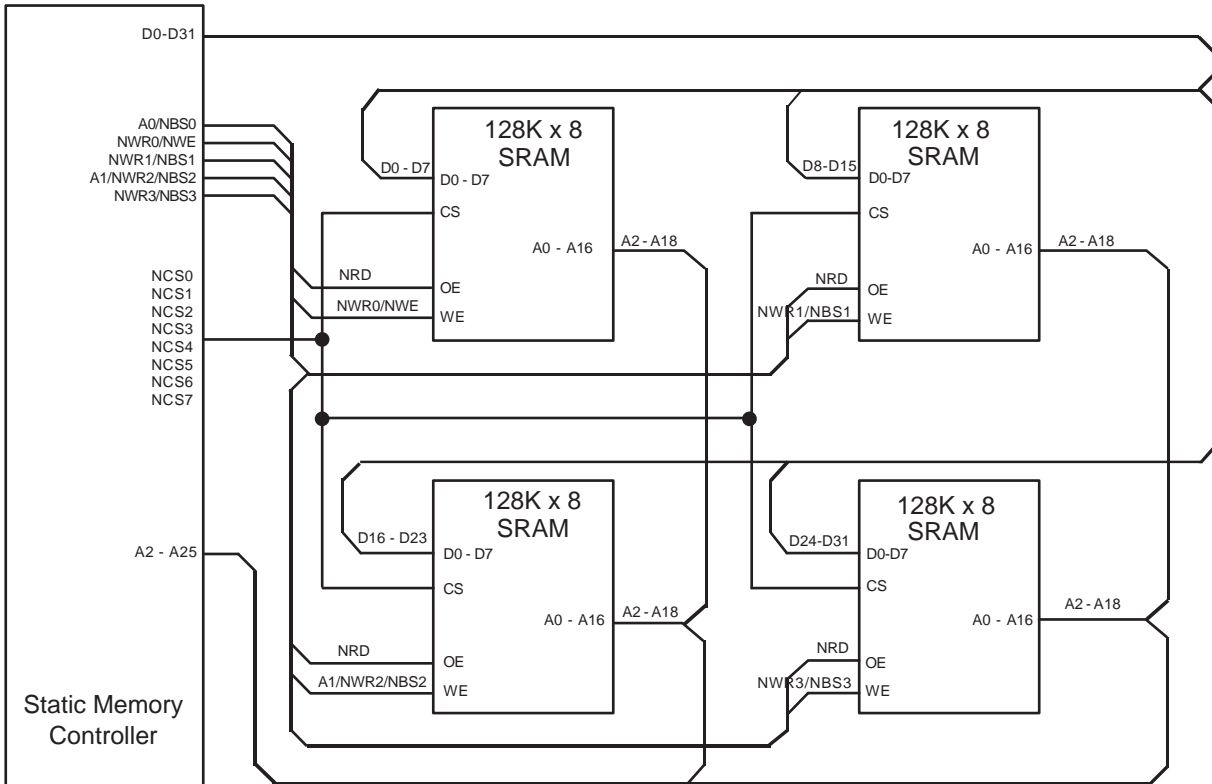 D0-D31
A0/NBS0
NWR0/NWE
NWR1/NBS1
A1/NWR2/NBS2
NWR3/NBS3
NCS0
NCS1
NCS2
NCS3
NCS4
NCS5
NCS6
NCS7
A2 - A25
Static Memory
Controller
128K x 8
SRAM
D0 - D7
D0 - D7
CS
A0 - A16
A2 - A18
NRD
OE
NWR0/NWE
WE
128K x 8
SRAM
D8-D15
D0-D7
CS
A0 - A16
A2 - A18
NRD
OE
NWR1/NBS1
WE
128K x 8
SRAM
D16 - D23
D0 - D7
CS
A0 - A16
A2 - A18
NRD
OE
A1/NWR2/NBS2
WE
128K x 8
SRAM
D24-D31
D0-D7
CS
A0 - A16
A2 - A18
NRD
OE
NWR3/NBS3
WE